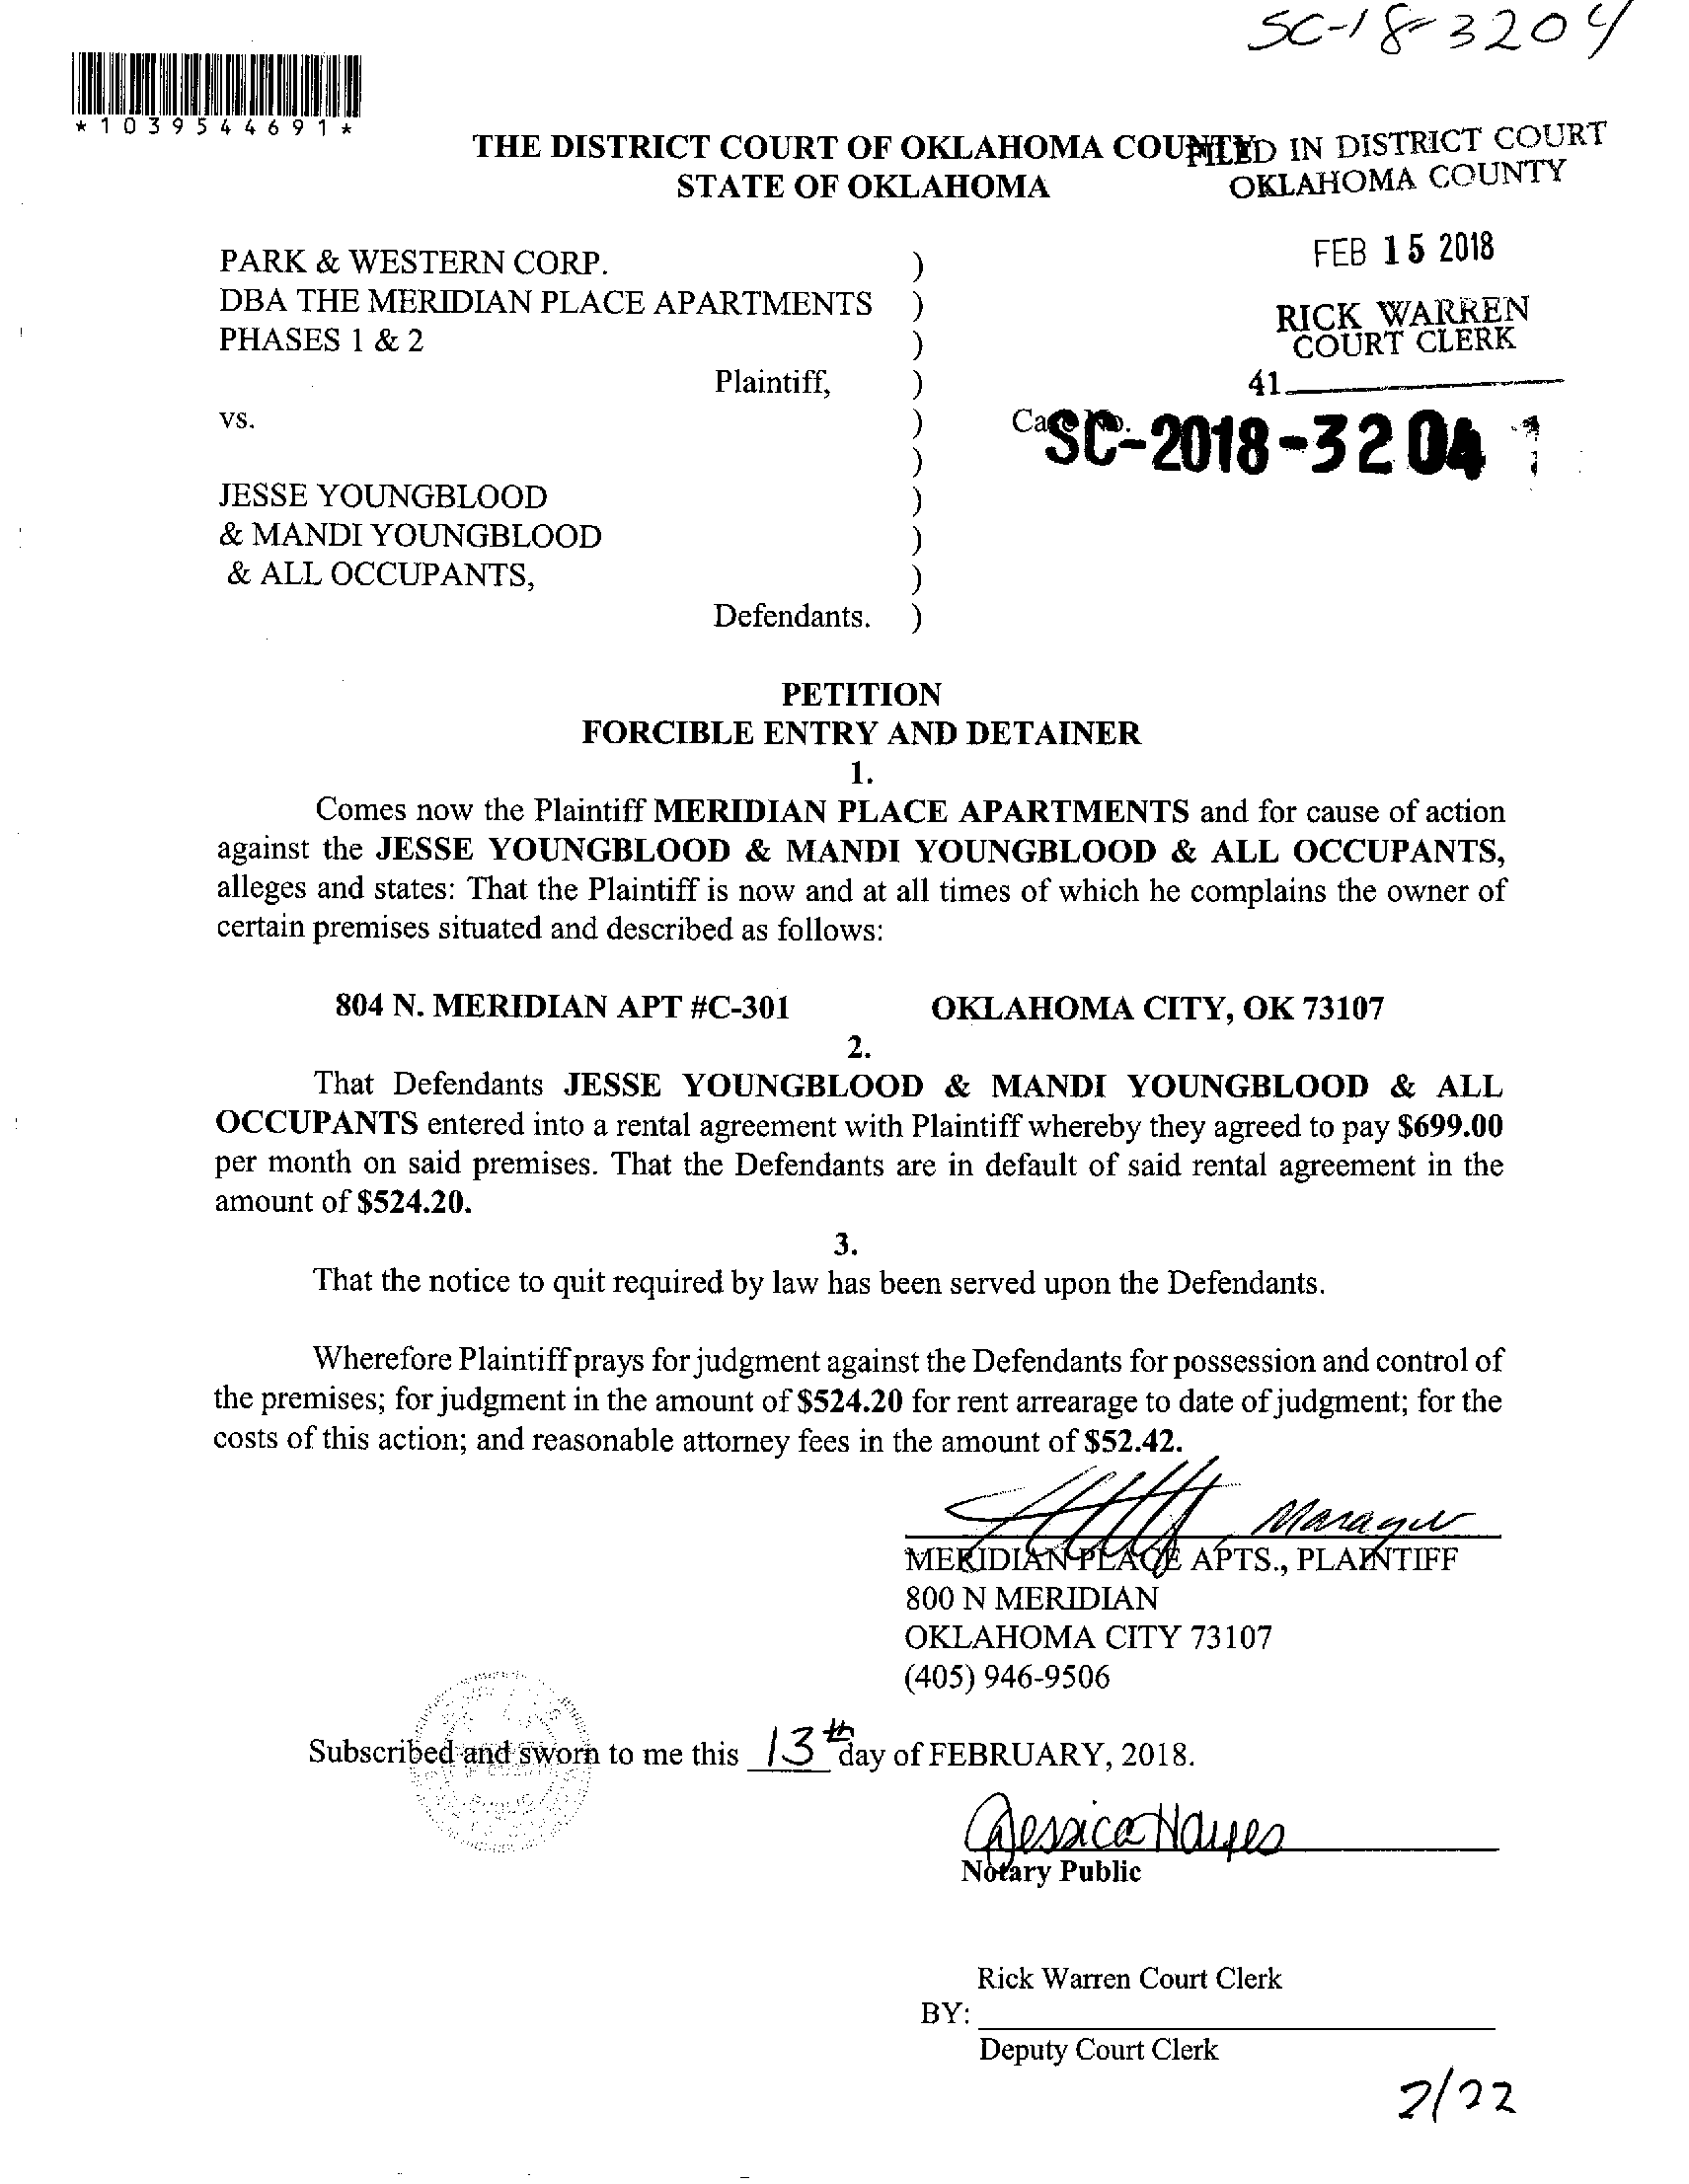 SC-18-3204
*1039544691*
THE DISTRICT COURT OF OKLAHOMA COUNTY
STATE OF OKLAHOMA
FILED IN DISTRICT COURT
OKLAHOMA COUNTY
FEB 15 2018
RICK WARREN
COURT CLERK
41
PARK & WESTERN CORP. )
DBA THE MERIDIAN PLACE APARTMENTS )
PHASES 1 & 2 )
Plaintiff, )
vs. ) Case No.
SC-2018-3204
)
JESSE YOUNGBLOOD )
& MANDI YOUNGBLOOD )
& ALL OCCUPANTS, )
Defendants. )
PETITION
FORCIBLE ENTRY AND DETAINER
1.
Comes now the Plaintiff MERIDIAN PLACE APARTMENTS and for cause of action
against the JESSE YOUNGBLOOD & MANDI YOUNGBLOOD & ALL OCCUPANTS,
alleges and states: That the Plaintiff is now and at all times of which he complains the owner of
certain premises situated and described as follows:
804 N. MERIDIAN APT #C-301 OKLAHOMA CITY, OK 73107
2.
That Defendants JESSE YOUNGBLOOD & MANDI YOUNGBLOOD & ALL
OCCUPANTS entered into a rental agreement with Plaintiff whereby they agreed to pay $699.00
per month on said premises. That the Defendants are in default of said rental agreement in the
amount of $524.20.
3.
That the notice to quit required by law has been served upon the Defendants.
Wherefore Plaintiff prays for judgment against the Defendants for possession and control of
the premises; for judgment in the amount of $524.20 for rent arrearage to date of judgment; for the
costs of this action; and reasonable attorney fees in the amount of $52.42.
Manager
MERIDIAN PLACE APTS., PLAINTIFF
800 N MERIDIAN
OKLAHOMA CITY 73107
(405) 946-9506
Subscribed and sworn to me this 13th day of FEBRUARY, 2018.
Jessica Hayes
Notary Public
Rick Warren Court Clerk
BY:
Deputy Court Clerk
2/22